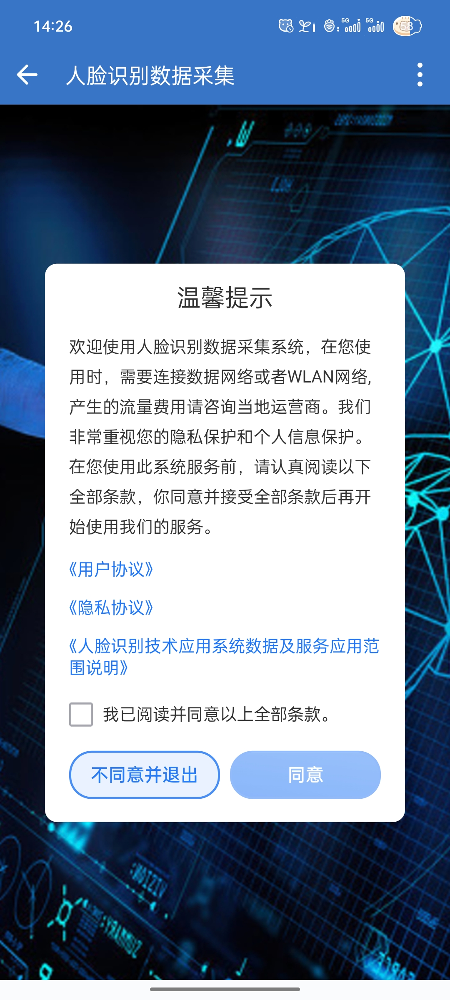 14:26
5G
5G
58
人脸识别数据采集
温馨提示
欢迎使用人脸识别数据采集系统，在您使
用时，需要连接数据网络或者WLAN网络,
产生的流量费用请咨询当地运营商。我们
非常重视您的隐私保护和个人信息保护。
在您使用此系统服务前，请认真阅读以下
全部条款，你同意并接受全部条款后再开
始使用我们的服务。
《用户协议》
《隐私协议》
《人脸识别技术应用系统数据及服务应用范
围说明》
我已阅读并同意以上全部条款。
不同意并退出
同意